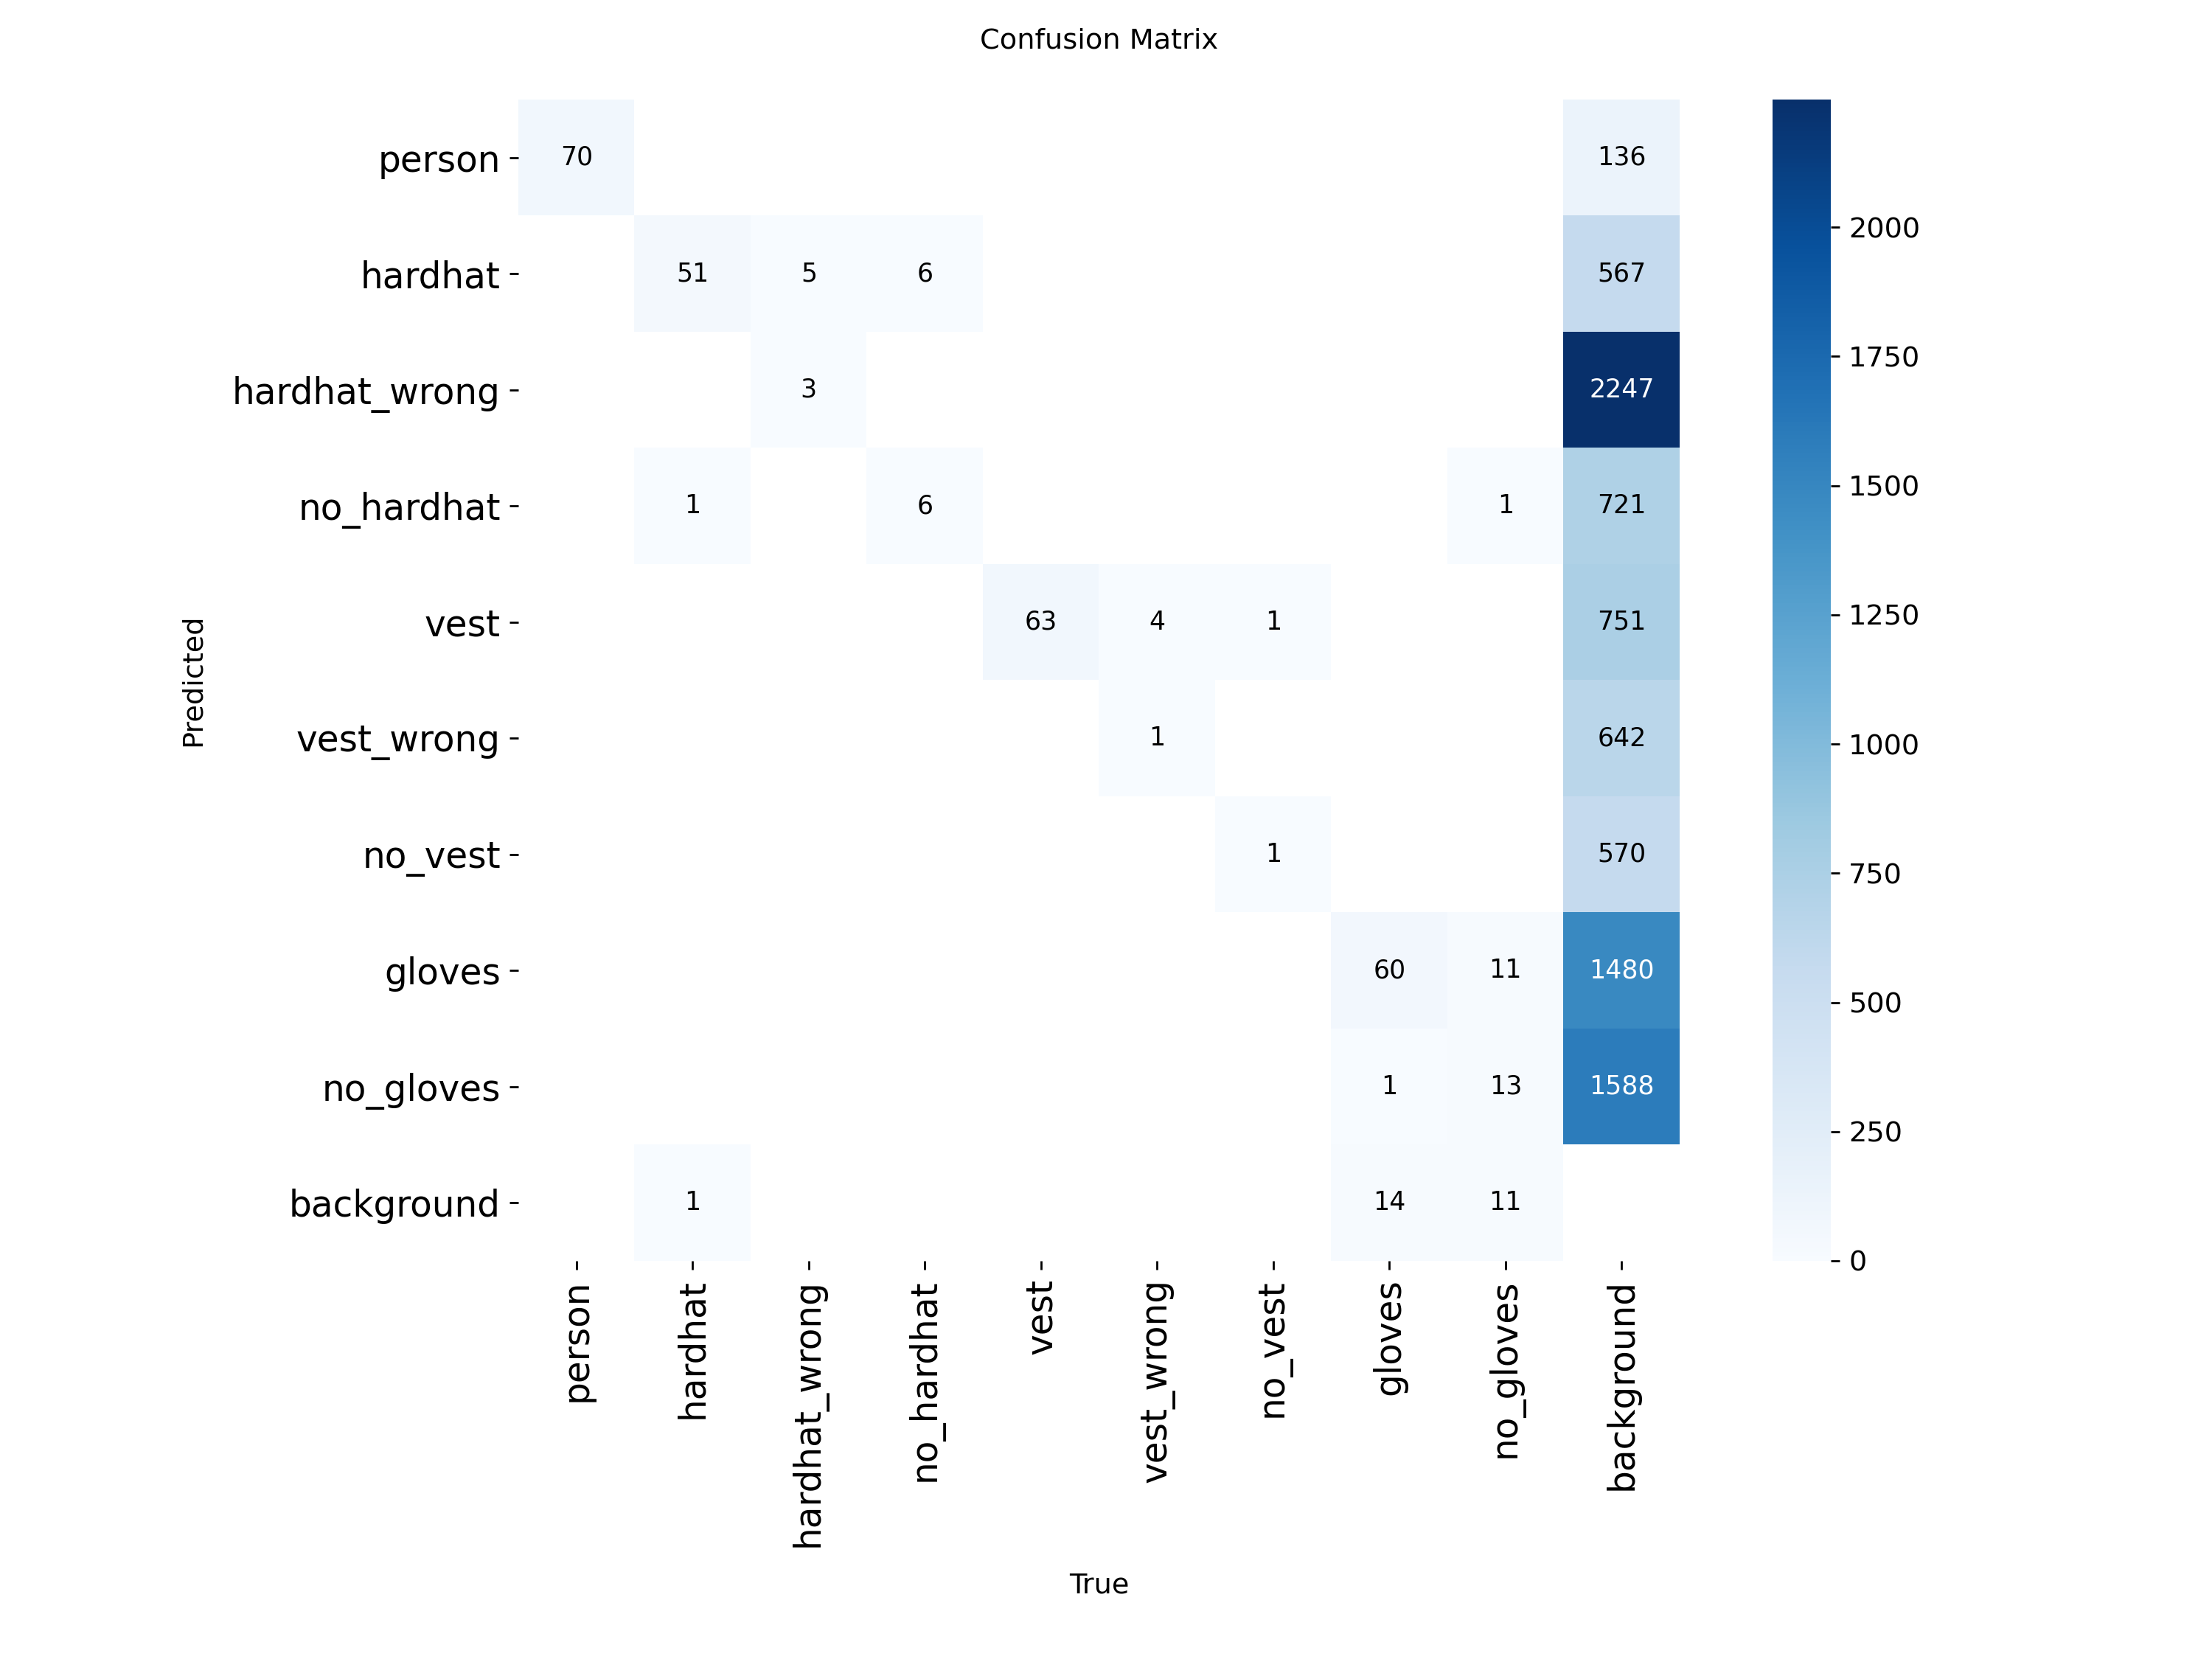 Confusion Matrix
person 70 136
hardhat 51 5 6 567
hardhat_wrong 3 2247
no_hardhat 1 6 1 721
vest 63 4 1 751
vest_wrong 1 642
no_vest 1 570
gloves 60 11 1480
no_gloves 1 13 1588
background 1 14 11
Predicted
person
hardhat
hardhat_wrong
no_hardhat
vest
vest_wrong
no_vest
gloves
no_gloves
background
True
2000
1750
1500
1250
1000
750
500
250
0